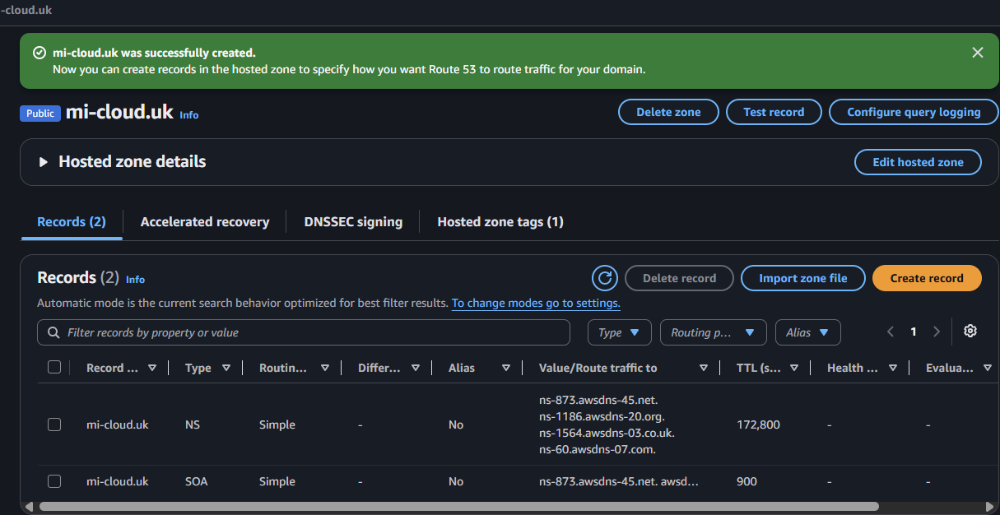 -cloud.uk
mi-cloud.uk was successfully created.
Now you can create records in the hosted zone to specify how you want Route 53 to route traffic for your domain.
Public mi-cloud.uk Info
Delete zone Test record Configure query logging
Hosted zone details Edit hosted zone
Records (2) Accelerated recovery DNSSEC signing Hosted zone tags (1)
Records (2) Info Delete record Import zone file Create record
Automatic mode is the current search behavior optimized for best filter results. To change modes go to settings.
Filter records by property or value Type Routing p... Alias 1
Record ... Type Routin... Differ... Alias Value/Route traffic to TTL (s... Health ... Evalua...
ns-873.awsdns-45.net.
ns-1186.awsdns-20.org.
mi-cloud.uk NS Simple - No 172,800 - -
ns-1564.awsdns-03.co.uk.
ns-60.awsdns-07.com.
mi-cloud.uk SOA Simple - No ns-873.awsdns-45.net. awsd... 900 - -